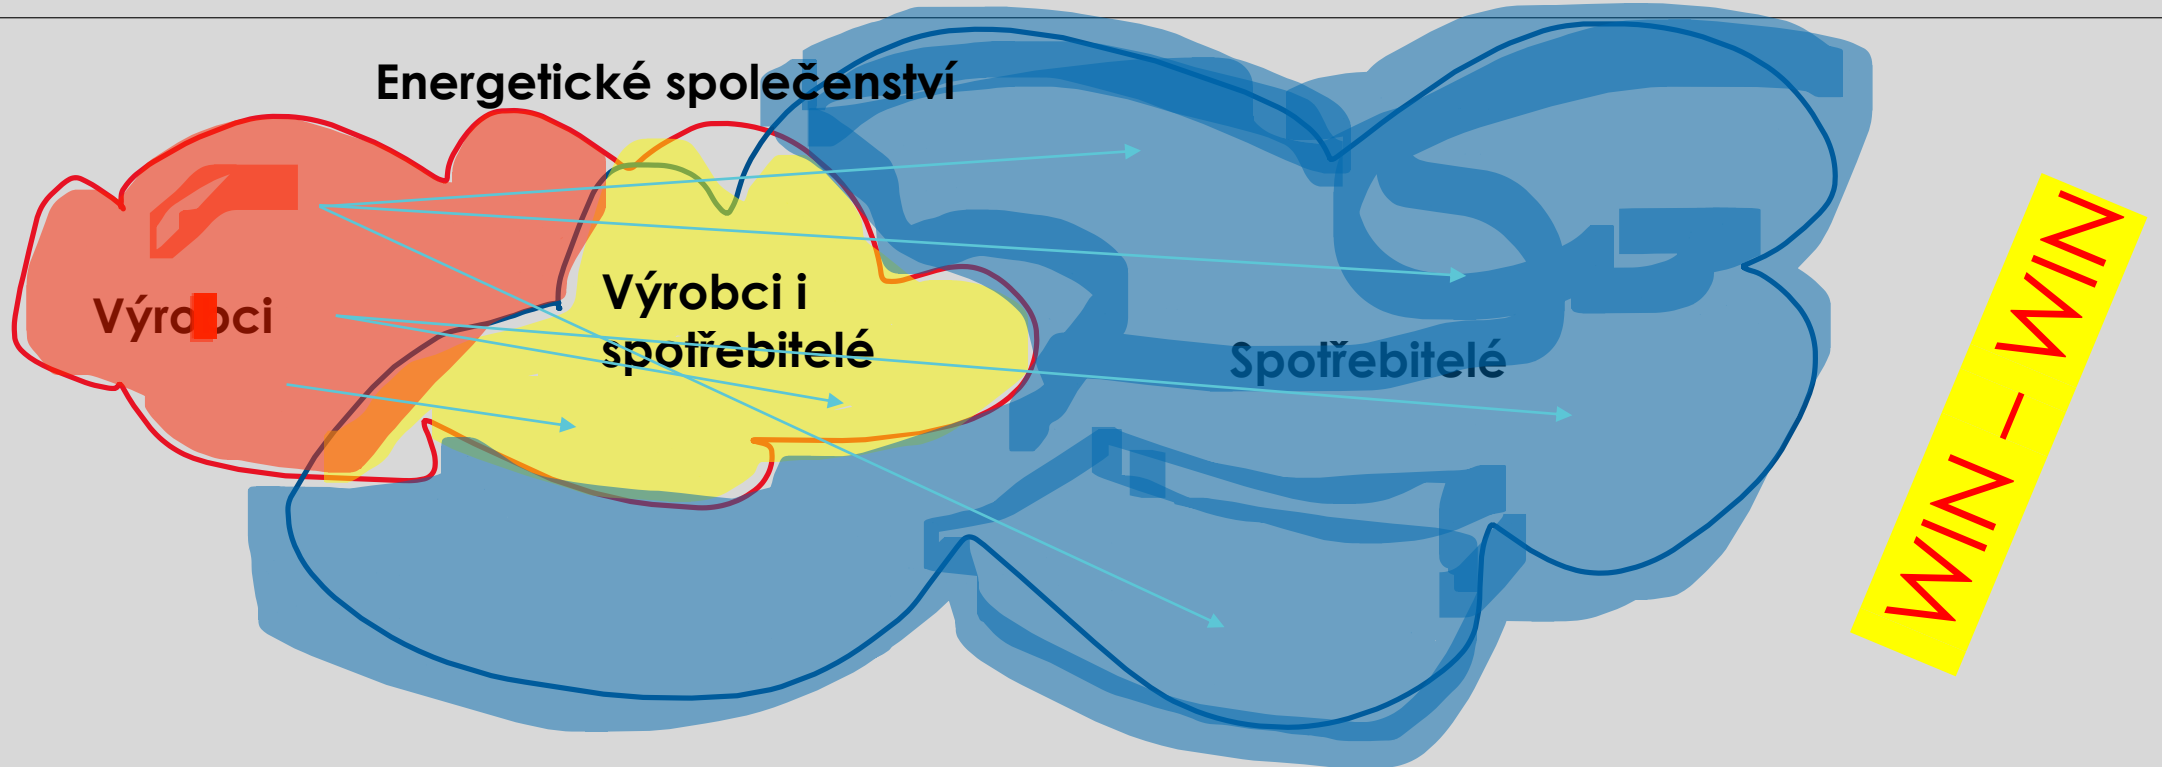 Energetické společenství
Výrobci
Výrobci i
spotřebitelé
Spotřebitelé
WIN – WIN